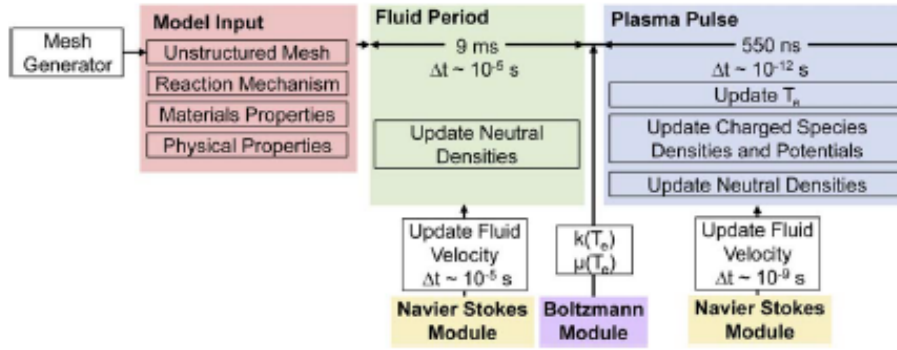 Mesh
Generator
Model Input
Unstructured Mesh
Reaction Mechanism
Materials Properties
Physical Properties
Fluid Period
9 ms
Δt ~ 10⁻⁵ s
Update Neutral
Densities
Update Fluid
Velocity
Δt ~ 10⁻⁵ s
Navier Stokes
Module
k(Tₑ)
μ(Tₑ)
Boltzmann
Module
Plasma Pulse
550 ns
Δt ~ 10⁻¹² s
Update Tₑ
Update Charged Species
Densities and Potentials
Update Neutral Densities
Update Fluid
Velocity
Δt ~ 10⁻⁹ s
Navier Stokes
Module